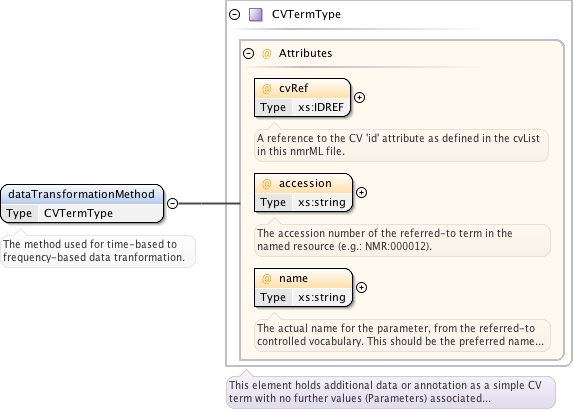 CVTermType
@ Attributes
@ cvRef
Type xs:IDREF
A reference to the CV 'id' attribute as defined in the cvList
in this nmrML file.
@ accession
Type xs:string
The accession number of the referred-to term in the
named resource (e.g.: NMR:000012).
dataTransformationMethod
Type CVTermType
The method used for time-based to
frequency-based data tranformation.
@ name
Type xs:string
The actual name for the parameter, from the referred-to
controlled vocabulary. This should be the preferred name...
This element holds additional data or annotation as a simple CV
term with no further values (Parameters) associated...